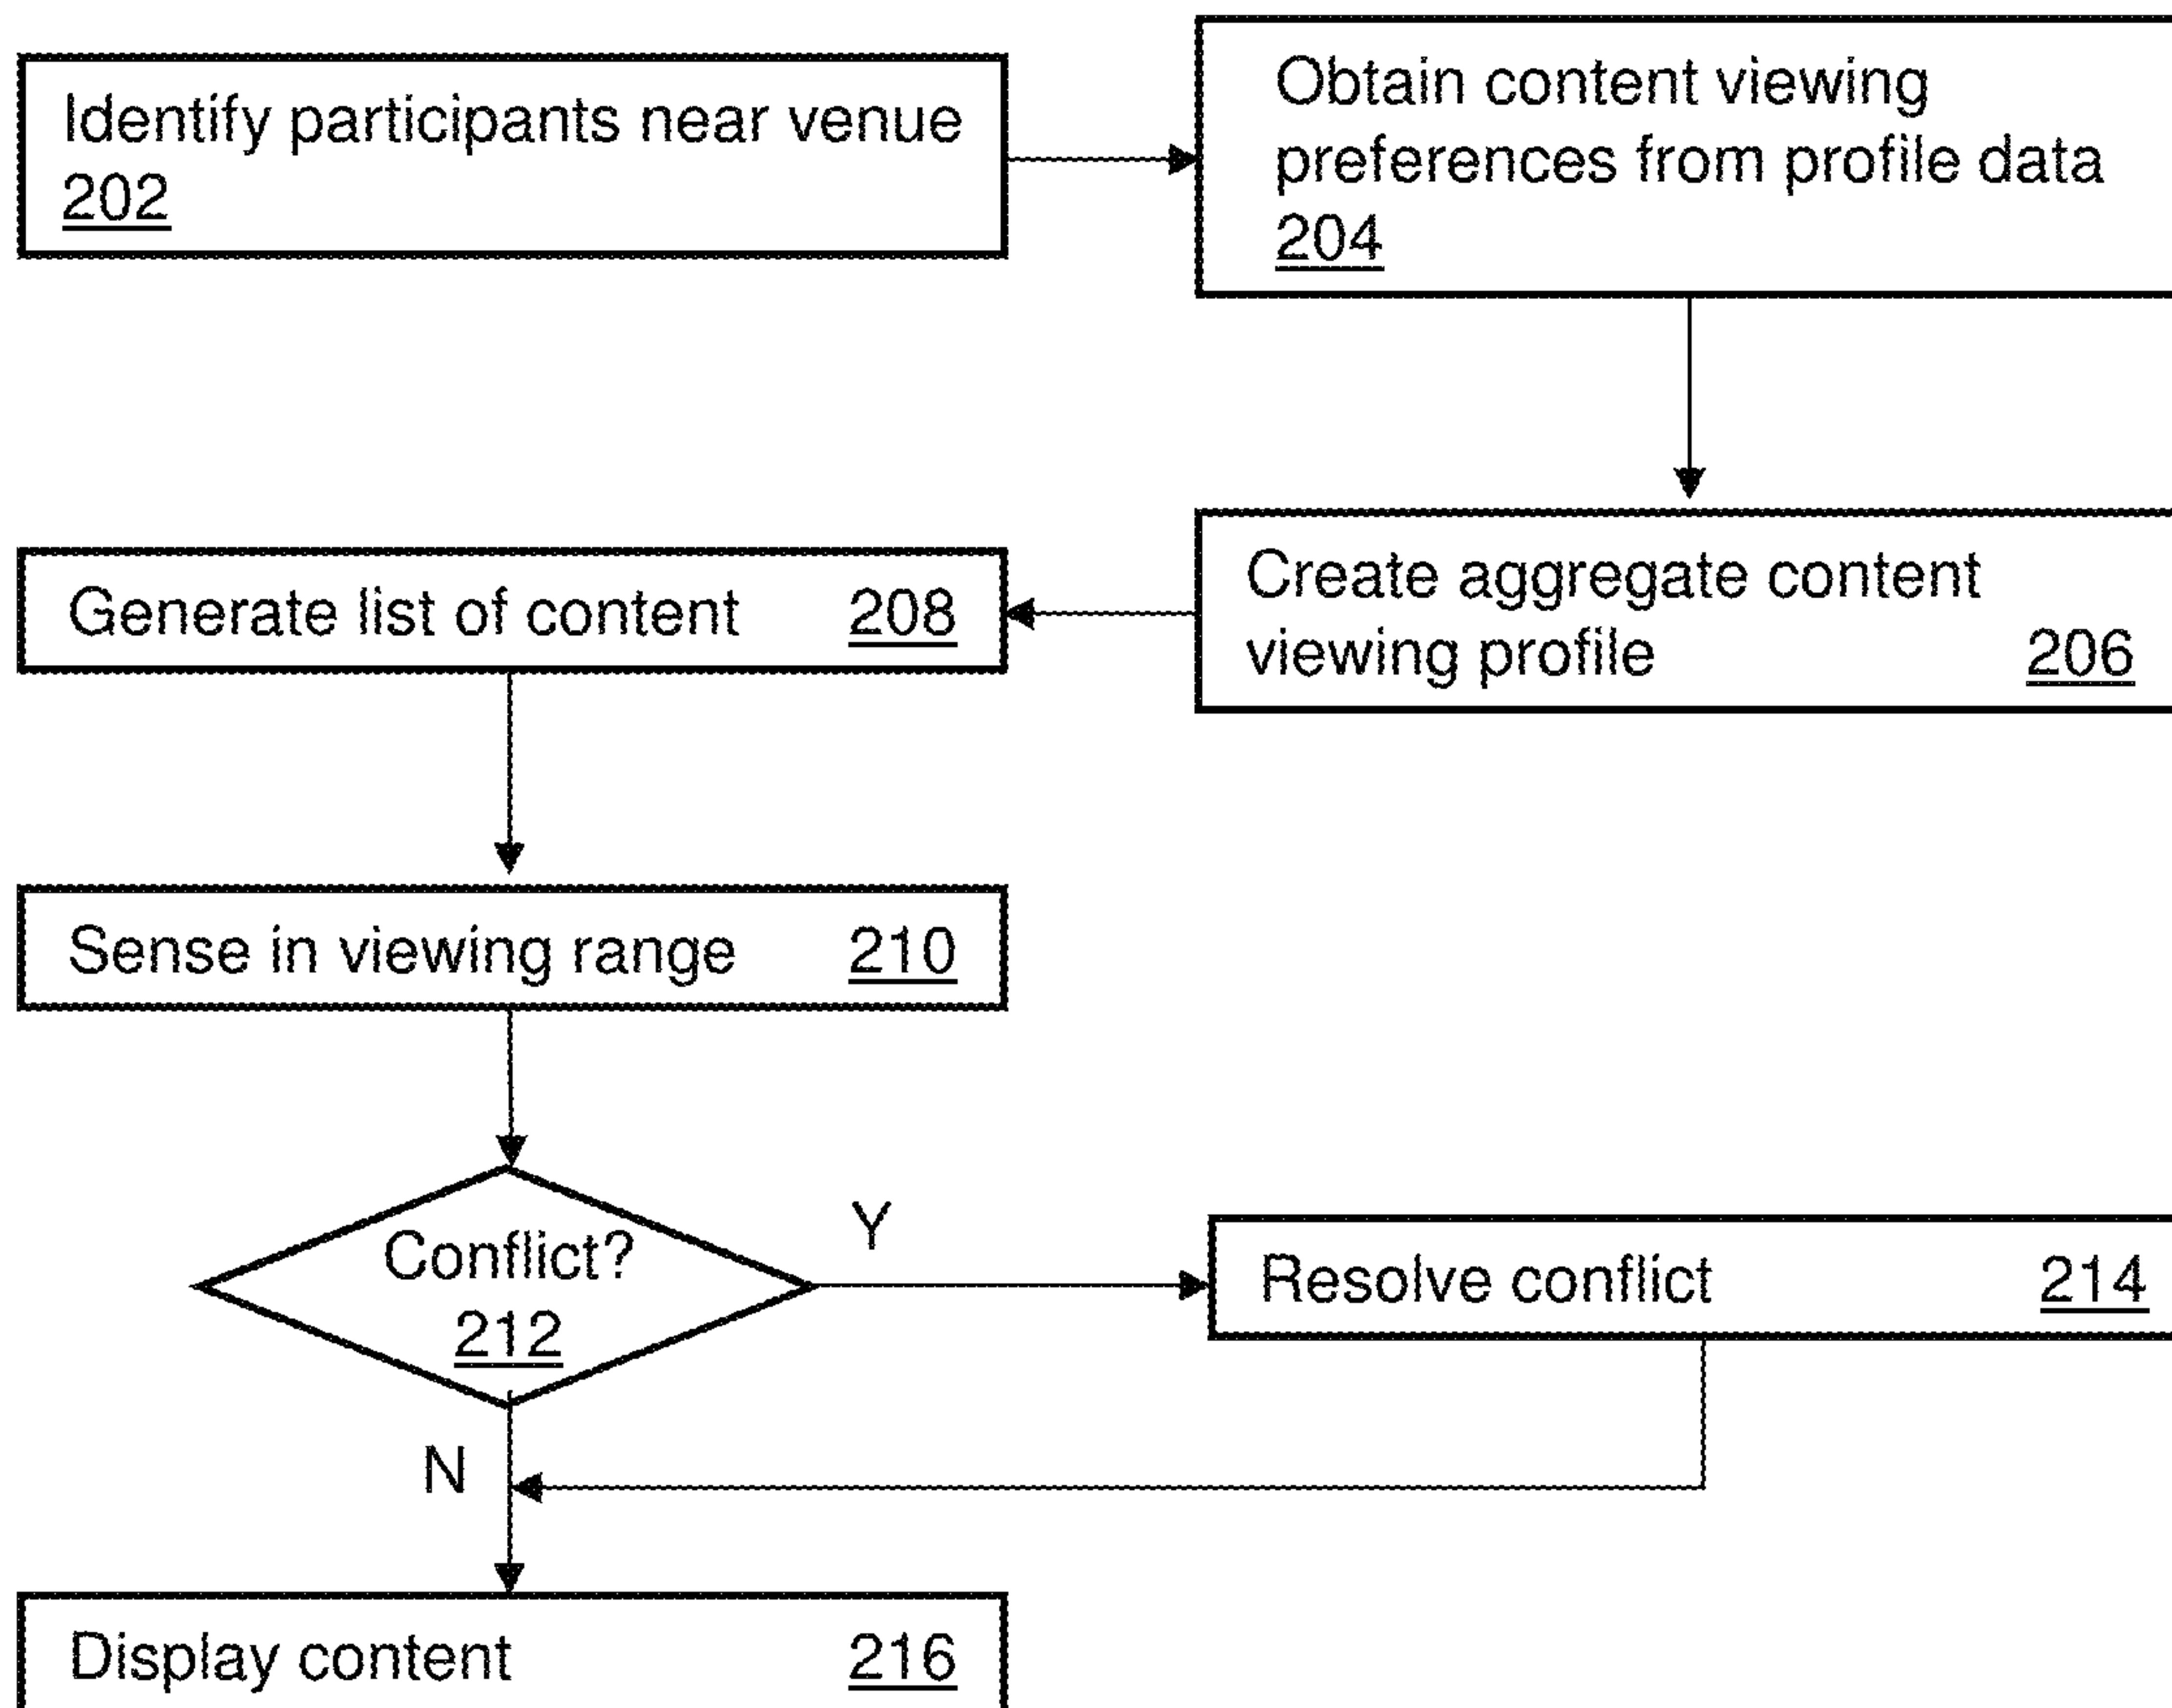 Identify participants near venue
202
Obtain content viewing
preferences from profile data
204
Create aggregate content
viewing profile 206
Generate list of content 208
Sense in viewing range 210
Conflict?
212
Y
Resolve conflict 214
N
Display content 216